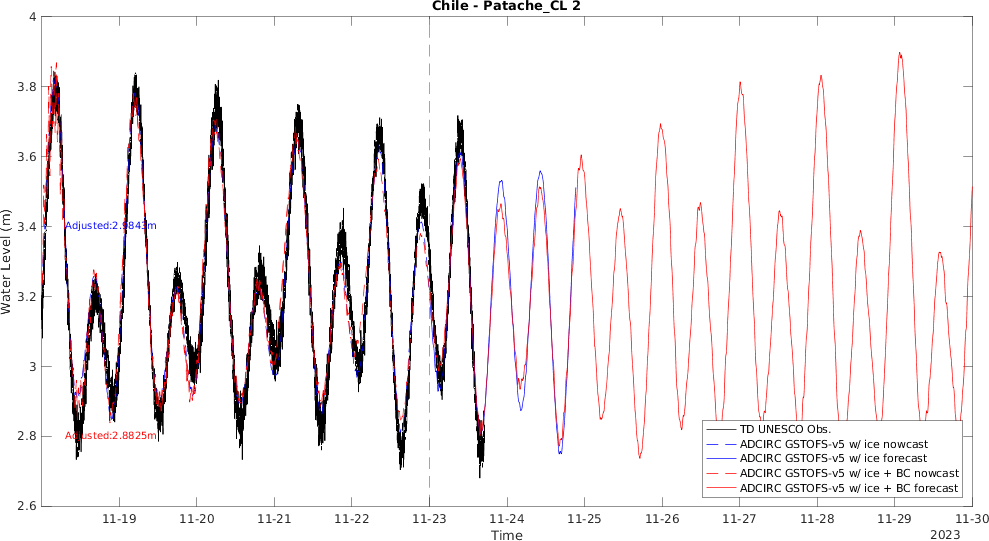 Chile - Patache_CL 2
4
3.8
3.6
3.4
3.2
3
2.8
2.6
Water Level (m)
Adjusted:2.9843m
Adjusted:2.8825m
TD UNESCO Obs.
ADCIRC GSTOFS-v5 w/ ice nowcast
ADCIRC GSTOFS-v5 w/ ice forecast
ADCIRC GSTOFS-v5 w/ ice + BC nowcast
ADCIRC GSTOFS-v5 w/ ice + BC forecast
11-19 11-20 11-21 11-22 11-23 11-24 11-25 11-26 11-27 11-28 11-29 11-30
Time
2023